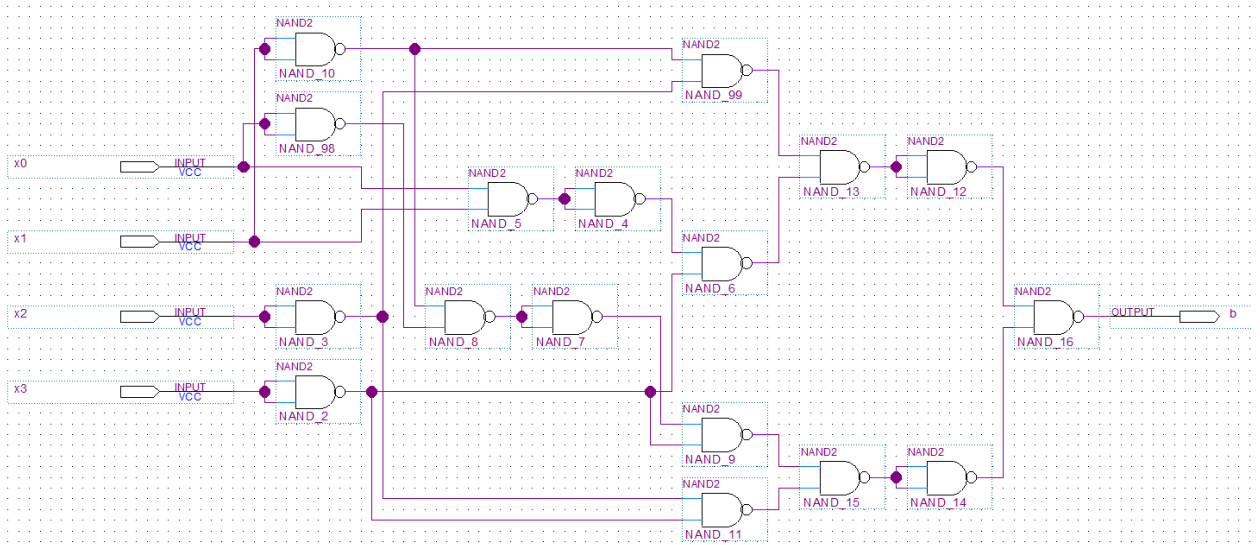 NAND2
NAND_10
NAND2
NAND_99
NAND2
NAND_98
x0
INPUT
VCC
NAND2
NAND_13
NAND2
NAND_12
NAND2
NAND_5
NAND2
NAND_4
x1
INPUT
VCC
NAND2
NAND_6
x2
INPUT
VCC
NAND2
NAND_3
NAND2
NAND_8
NAND2
NAND_7
NAND2
NAND_16
OUTPUT
b
x3
INPUT
VCC
NAND2
NAND_2
NAND2
NAND_9
NAND2
NAND_15
NAND2
NAND_14
NAND2
NAND_11